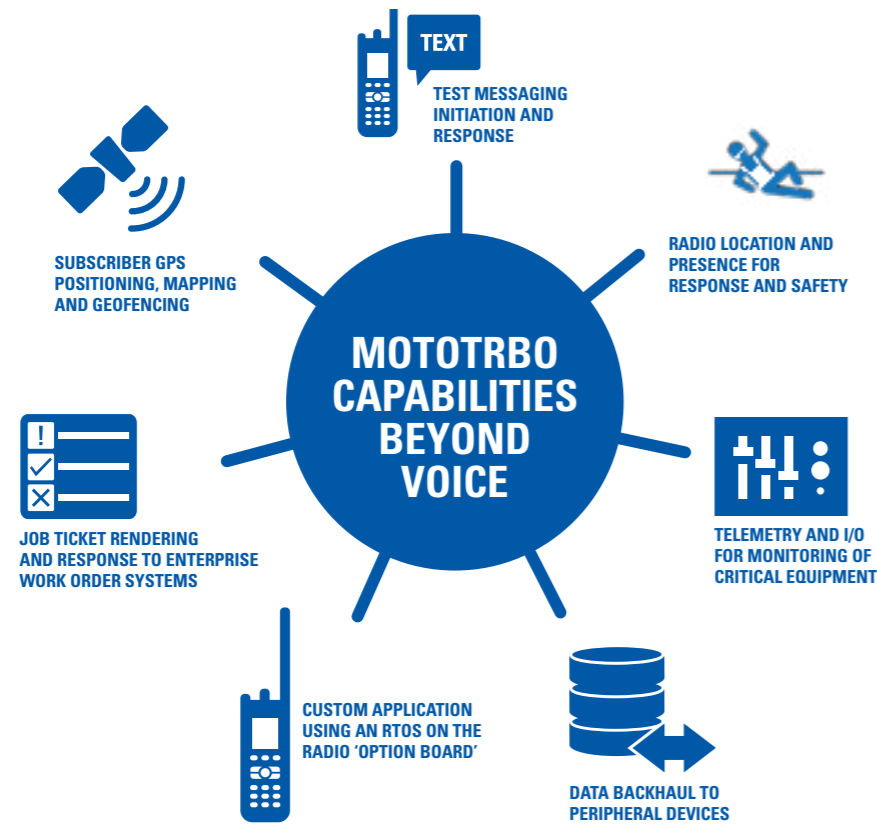 TEXT
TEST MESSAGING
INITIATION AND
RESPONSE
RADIO LOCATION AND
PRESENCE FOR
RESPONSE AND SAFETY
SUBSCRIBER GPS
POSITIONING, MAPPING
AND GEOFENCING
MOTOTRBO
CAPABILITIES
BEYOND
VOICE
!
JOB TICKET RENDERING
AND RESPONSE TO ENTERPRISE
WORK ORDER SYSTEMS
TELEMETRY AND I/O
FOR MONITORING OF
CRITICAL EQUIPMENT
CUSTOM APPLICATION
USING AN RTOS ON THE
RADIO ‘OPTION BOARD’
DATA BACKHAUL TO
PERIPHERAL DEVICES